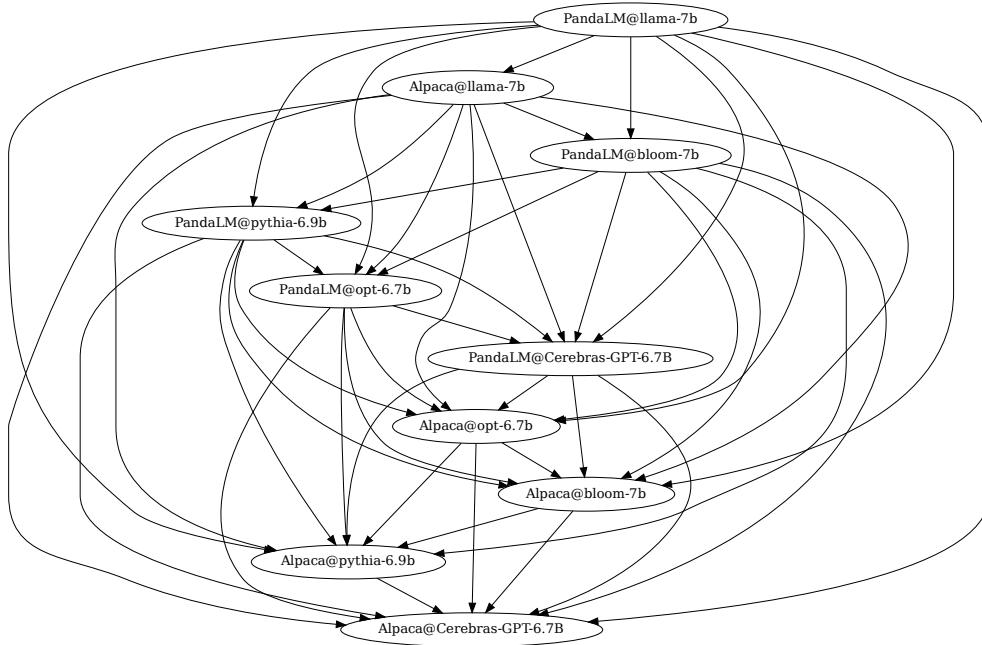 PandaLM@llama-7b
Alpaca@llama-7b
PandaLM@bloom-7b
PandaLM@pythia-6.9b
PandaLM@opt-6.7b
PandaLM@Cerebras-GPT-6.7B
Alpaca@opt-6.7b
Alpaca@bloom-7b
Alpaca@pythia-6.9b
Alpaca@Cerebras-GPT-6.7B